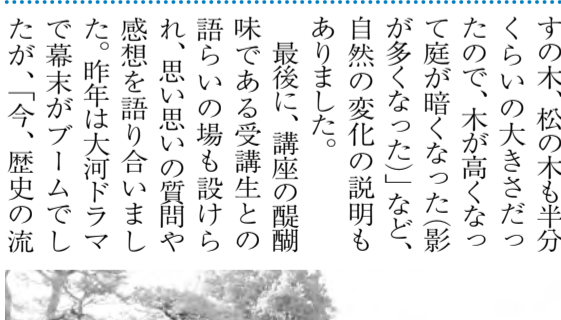 すの木、松の木も半分
くらいの大きさだっ
たので、木が高くなっ
て庭が暗くなった（影
が多くなった）」など、
自然の変化の説明も
ありました。
最後に、講座の醍醐
味である受講生との
語らいの場も設けら
れ、思い思いの質問や
感想を語り合いまし
た。昨年は大河ドラマ
で幕末がブームでし
たが、「今、歴史の流